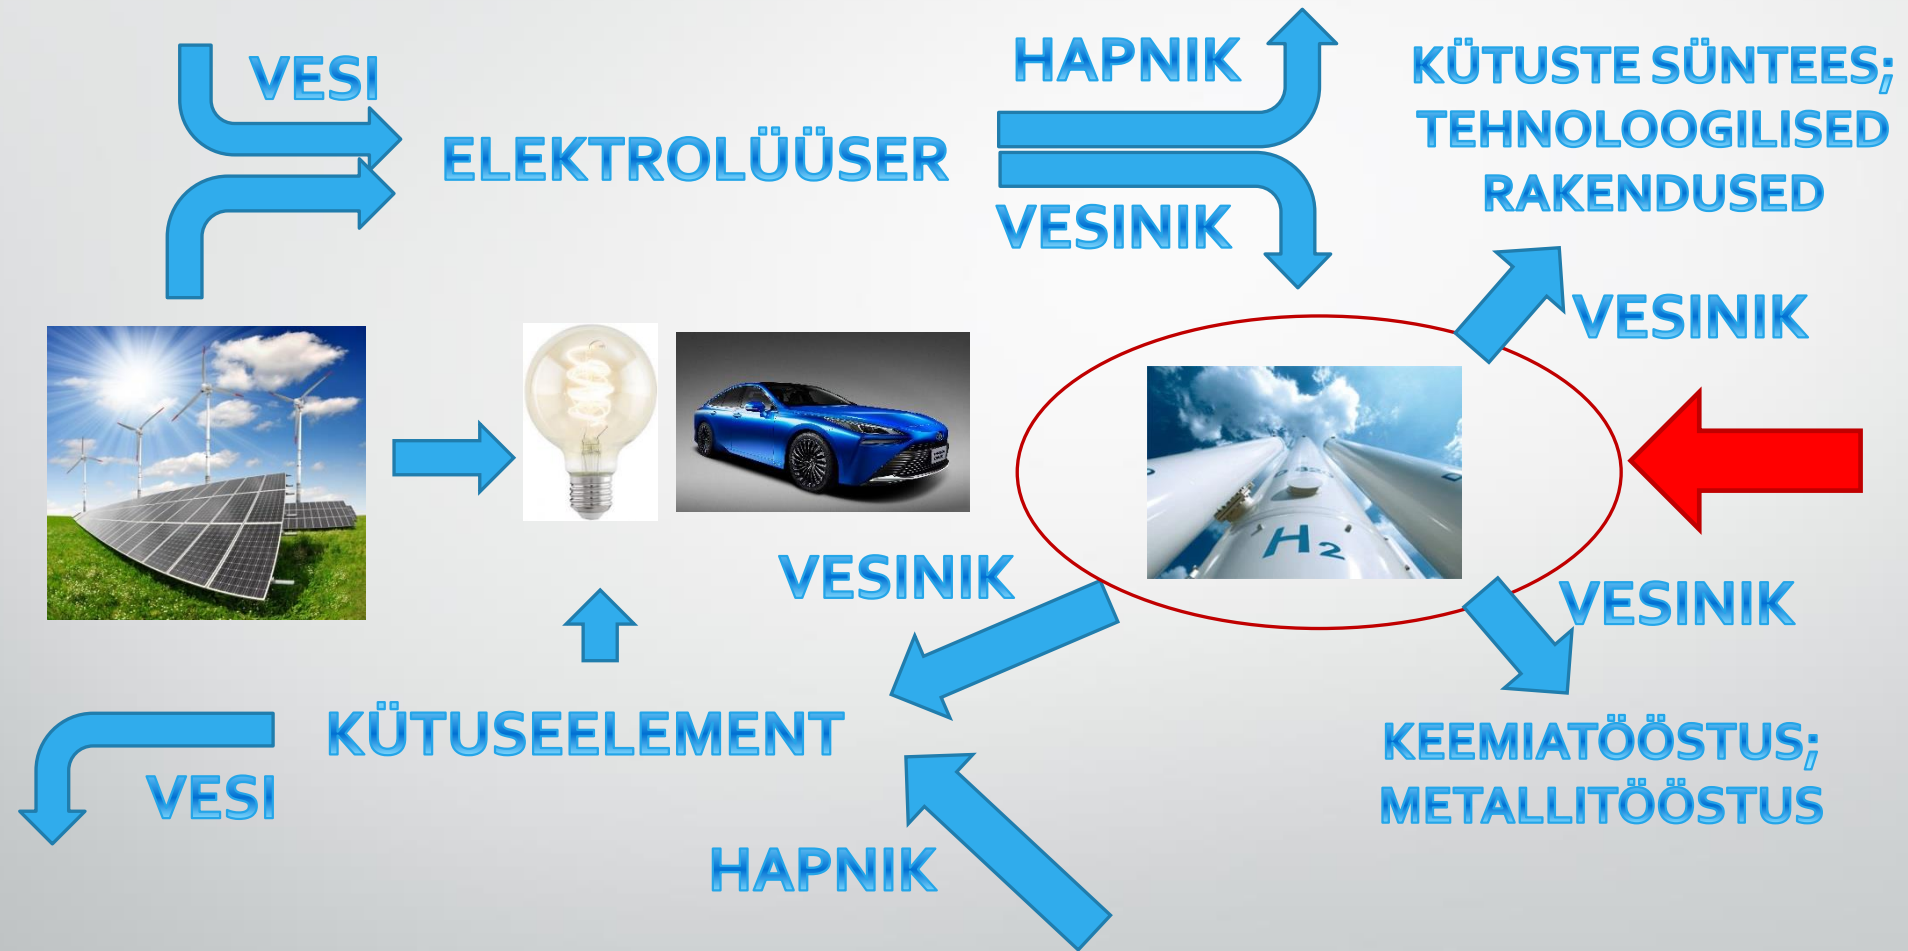 VESI
ELEKTROLÜÜSER
HAPNIK
VESINIK
KÜTUSTE SÜNTEES;
TEHNOLOOGILISED
RAKENDUSED
VESINIK
H2
VESINIK
VESINIK
KÜTUSEELEMENT
VESI
HAPNIK
KEEMIATÖÖSTUS;
METALLITÖÖSTUS